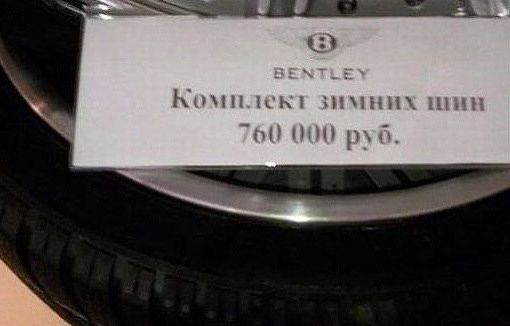 B
BENTLEY
Комплект зимних шин
760 000 руб.